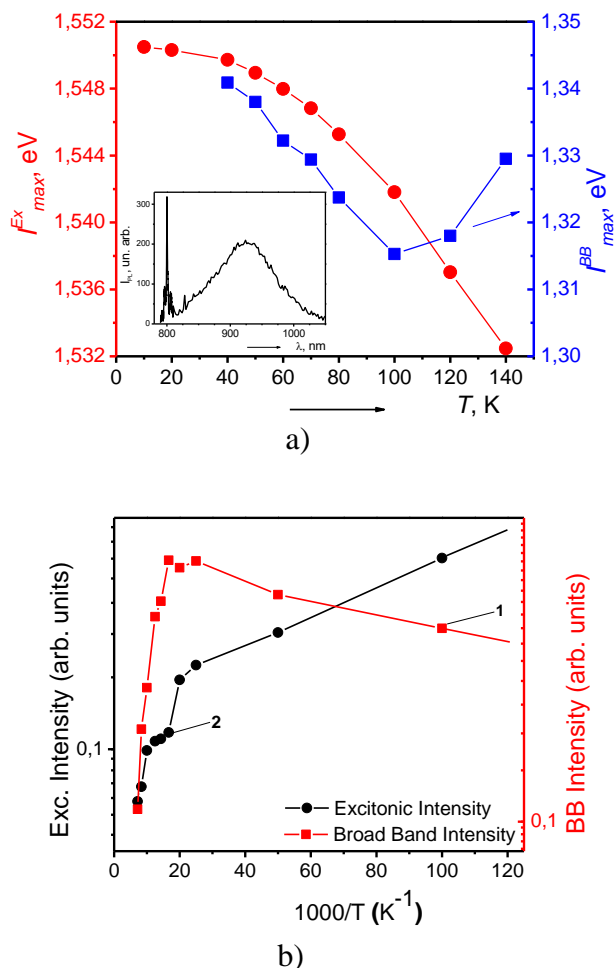 1,552
1,548
1,544
1,540
1,536
1,532
I^Ex_max, eV
1,35
1,34
1,33
1,32
1,31
1,30
I^BB_max, eV
300
200
100
0
I_PL, un. arb.
800 900 1000
λ, nm
0 20 40 60 80 100 120 140
T, K
a)
Exc. Intensity (arb. units)
0,1
BB Intensity (arb. units)
0,1
1
2
Excitonic Intensity
Broad Band Intensity
0 20 40 60 80 100 120
1000/T (K^-1)
b)